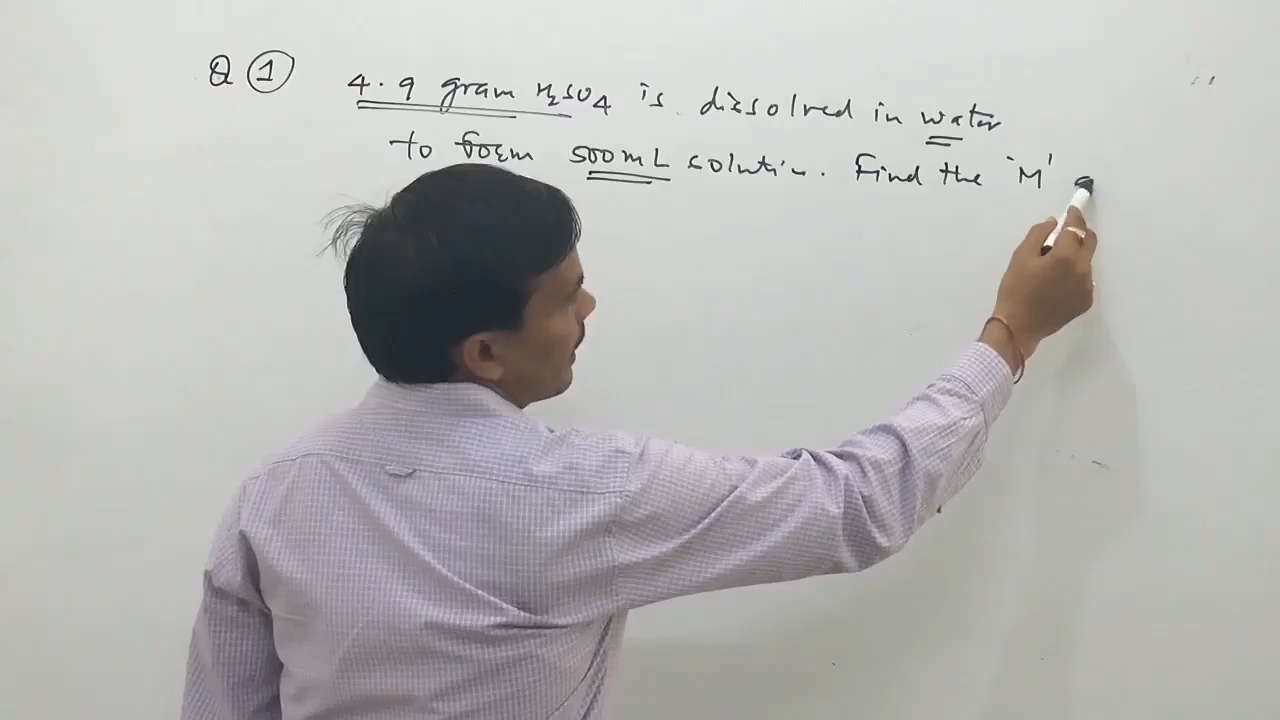 Q 1 4.9 gram H₂SO₄ is dissolved in water
to form 500mL solution. Find the 'M'